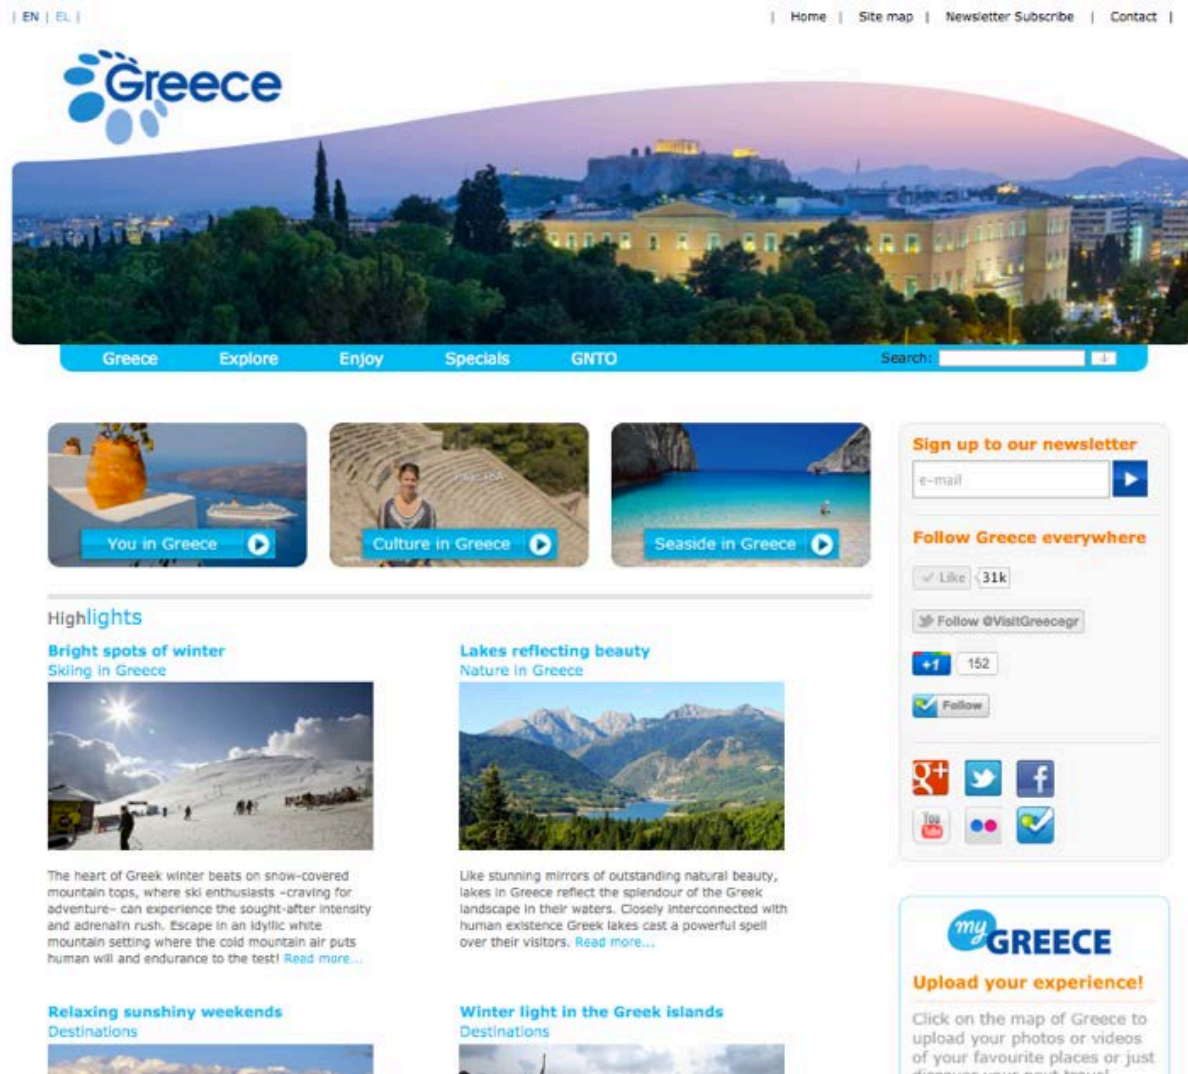 | EN | EL |
| Home | Site map | Newsletter Subscribe | Contact |
Greece
Greece Explore Enjoy Specials GNTO Search:
You in Greece
Culture in Greece
Seaside in Greece
Highlights
Bright spots of winter
Skiing in Greece
The heart of Greek winter beats on snow-covered
mountain tops, where ski enthusiasts –craving for
adventure– can experience the sought-after intensity
and adrenalin rush. Escape in an idyllic white
mountain setting where the cold mountain air puts
human will and endurance to the test! Read more...
Lakes reflecting beauty
Nature in Greece
Like stunning mirrors of outstanding natural beauty,
lakes in Greece reflect the splendour of the Greek
landscape in their waters. Closely interconnected with
human existence Greek lakes cast a powerful spell
over their visitors. Read more...
Relaxing sunshiny weekends
Destinations
Winter light in the Greek islands
Destinations
Sign up to our newsletter
e-mail
Follow Greece everywhere
Like 31k
Follow @VisitGreecegr
+1 152
Follow
g+
f
You
Tube
my
GREECE
Upload your experience!
Click on the map of Greece to
upload your photos or videos
of your favourite places or just
discover your next travel